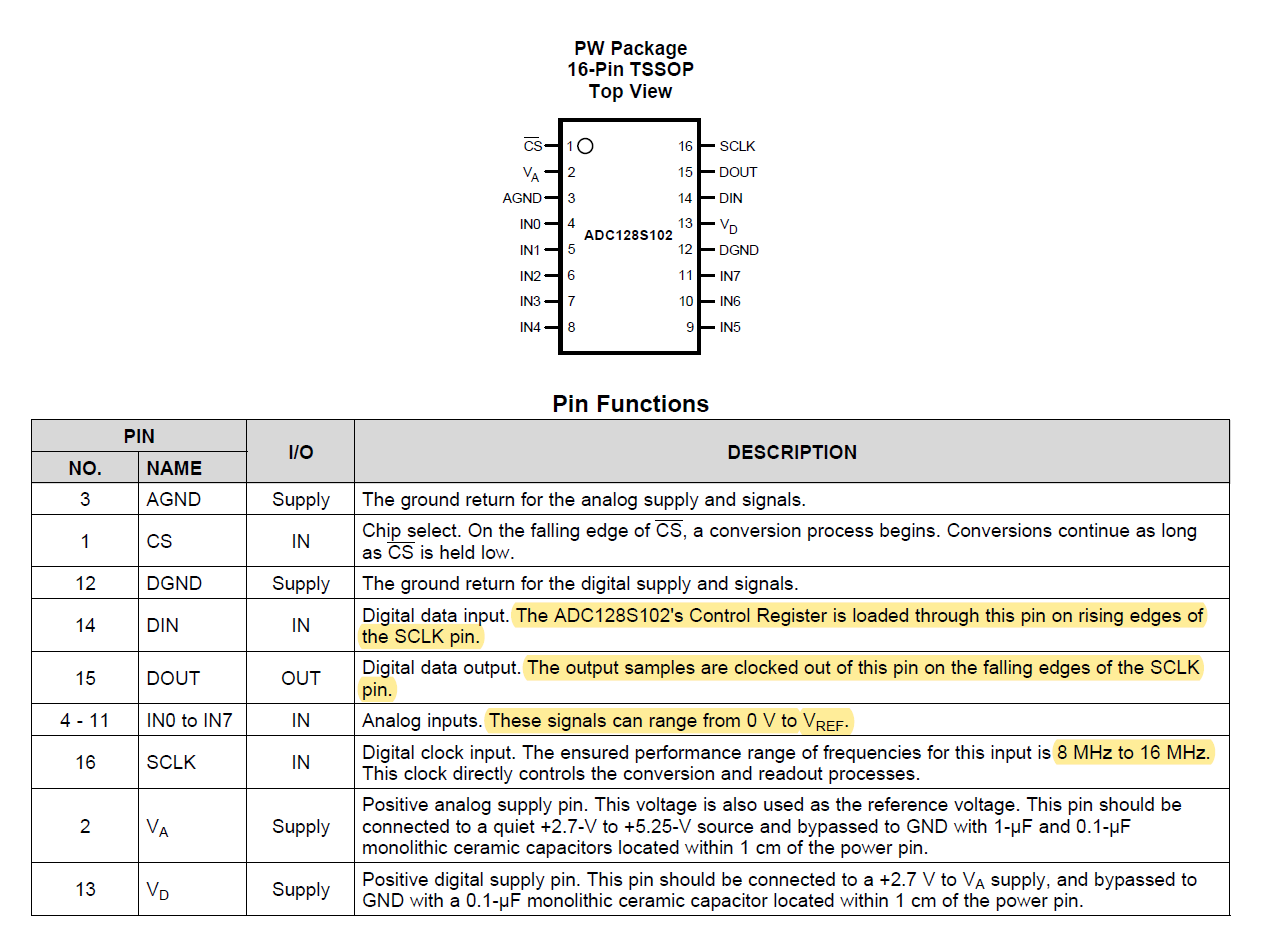 PW Package
16-Pin TSSOP
Top View
CS 1 16 SCLK
VA 2 15 DOUT
AGND 3 14 DIN
IN0 4 13 VD
ADC128S102
IN1 5 12 DGND
IN2 6 11 IN7
IN3 7 10 IN6
IN4 8 9 IN5
Pin Functions
PIN
I/O
DESCRIPTION
NO. NAME
3 AGND Supply The ground return for the analog supply and signals.
1 CS IN Chip select. On the falling edge of CS, a conversion process begins. Conversions continue as long
as CS is held low.
12 DGND Supply The ground return for the digital supply and signals.
14 DIN IN Digital data input. The ADC128S102's Control Register is loaded through this pin on rising edges of
the SCLK pin.
15 DOUT OUT Digital data output. The output samples are clocked out of this pin on the falling edges of the SCLK
pin.
4 - 11 IN0 to IN7 IN Analog inputs. These signals can range from 0 V to VREF.
16 SCLK IN Digital clock input. The ensured performance range of frequencies for this input is 8 MHz to 16 MHz.
This clock directly controls the conversion and readout processes.
2 VA Supply Positive analog supply pin. This voltage is also used as the reference voltage. This pin should be
connected to a quiet +2.7-V to +5.25-V source and bypassed to GND with 1-µF and 0.1-µF
monolithic ceramic capacitors located within 1 cm of the power pin.
13 VD Supply Positive digital supply pin. This pin should be connected to a +2.7 V to VA supply, and bypassed to
GND with a 0.1-µF monolithic ceramic capacitor located within 1 cm of the power pin.